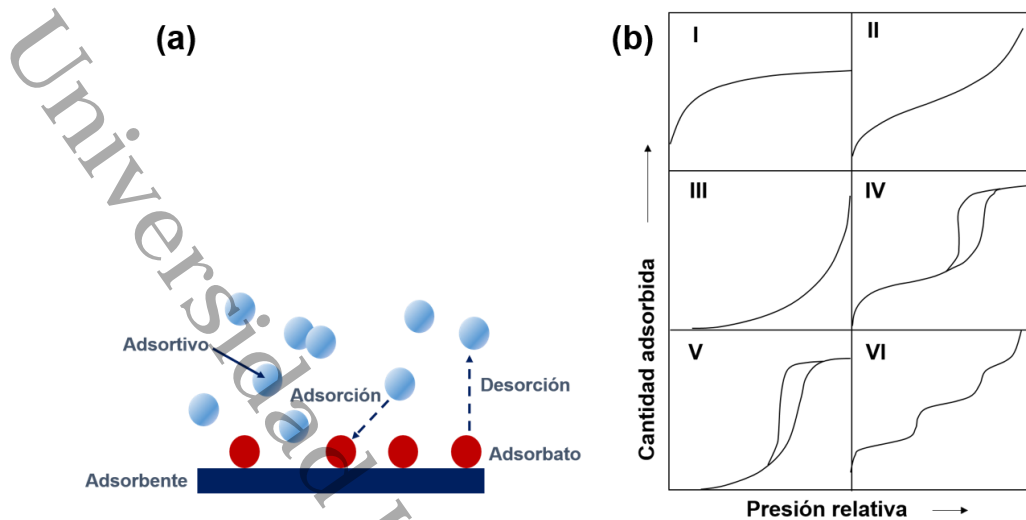 (a)
Universidad
Adsortivo
Adsorción
Desorción
Adsorbato
Adsorbente
(b)
I
II
III
IV
V
VI
Cantidad adsorbida
Presión relativa